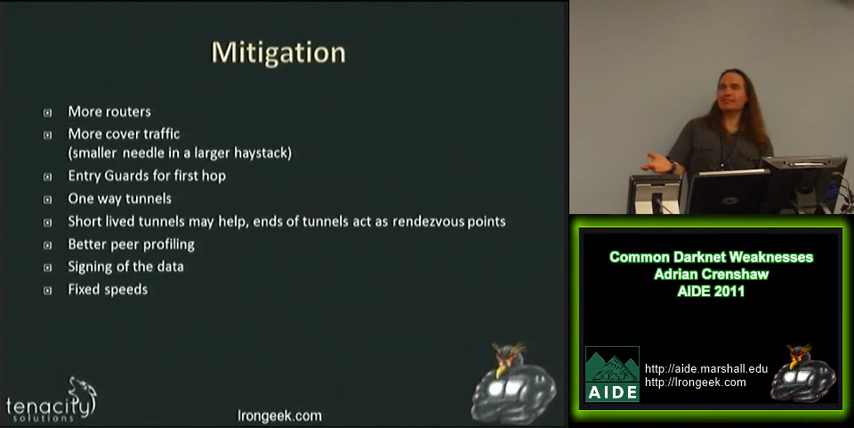 Mitigation
More routers
More cover traffic
(smaller needle in a larger haystack)
Entry Guards for first hop
One way tunnels
Short lived tunnels may help, ends of tunnels act as rendezvous points
Better peer profiling
Signing of the data
Fixed speeds
tenacity
solutions
Irongeek.com
Common Darknet Weaknesses
Adrian Crenshaw
AIDE 2011
AIDE
http://aide.marshall.edu
http://Irongeek.com